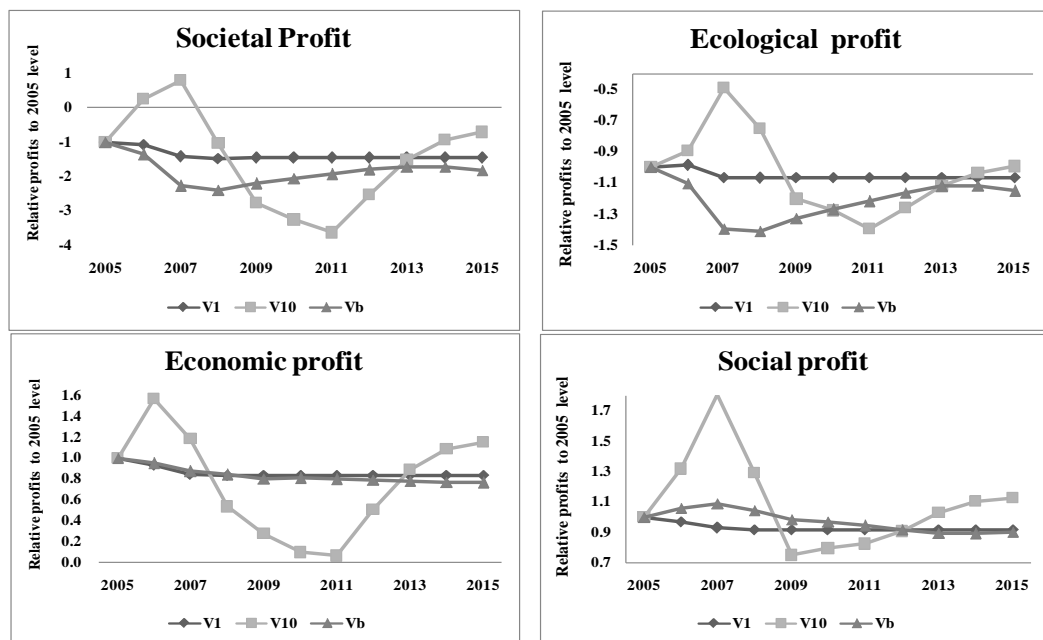 Societal Profit
Relative profits to 2005 level
1
0
-1
-2
-3
-4
2005 2007 2009 2011 2013 2015
V1 V10 Vb
Ecological profit
Relative profits to 2005 level
-0.5
-0.7
-0.9
-1.1
-1.3
-1.5
2005 2007 2009 2011 2013 2015
V1 V10 Vb
Economic profit
Relative profits to 2005 level
1.6
1.4
1.2
1.0
0.8
0.6
0.4
0.2
0.0
2005 2007 2009 2011 2013 2015
V1 V10 Vb
Social profit
Relative profits to 2005 level
1.7
1.5
1.3
1.1
0.9
0.7
2005 2007 2009 2011 2013 2015
V1 V10 Vb